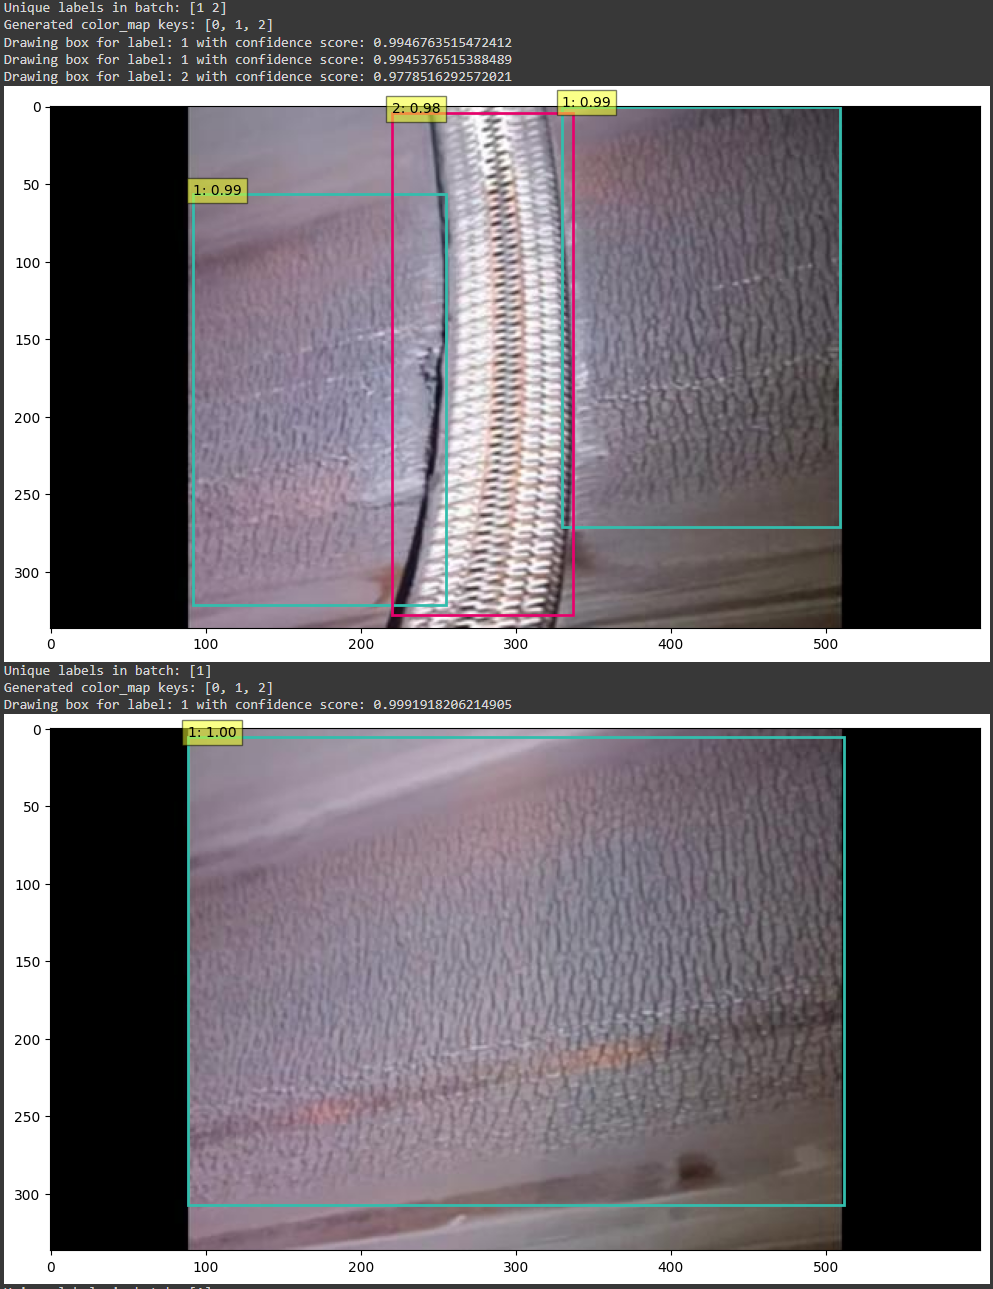 Unique labels in batch: [1 2]
Generated color_map keys: [0, 1, 2]
Drawing box for label: 1 with confidence score: 0.9946763515472412
Drawing box for label: 1 with confidence score: 0.9945376515388489
Drawing box for label: 2 with confidence score: 0.9778516292572021
1: 0.99
2: 0.98
0
1: 0.99
50
100
150
200
250
300
0 100 200 300 400 500
Unique labels in batch: [1]
Generated color_map keys: [0, 1, 2]
Drawing box for label: 1 with confidence score: 0.9991918206214905
0
1: 1.00
50
100
150
200
250
300
0 100 200 300 400 500